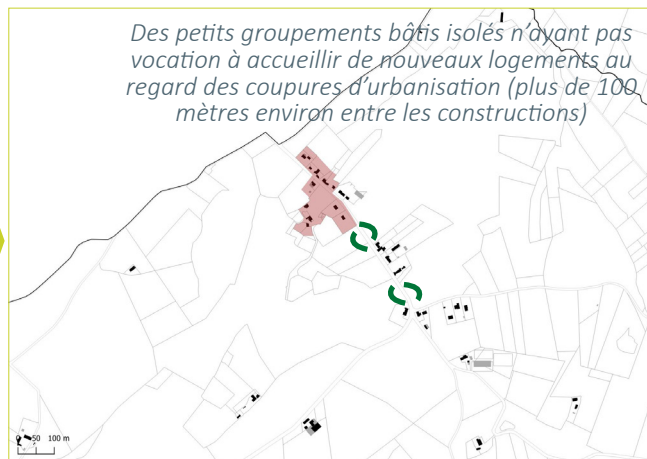 Des petits groupements bâtis isolés n’ayant pas
vocation à accueillir de nouveaux logements au
regard des coupures d’urbanisation (plus de 100
mètres environ entre les constructions)
0 50 100 m